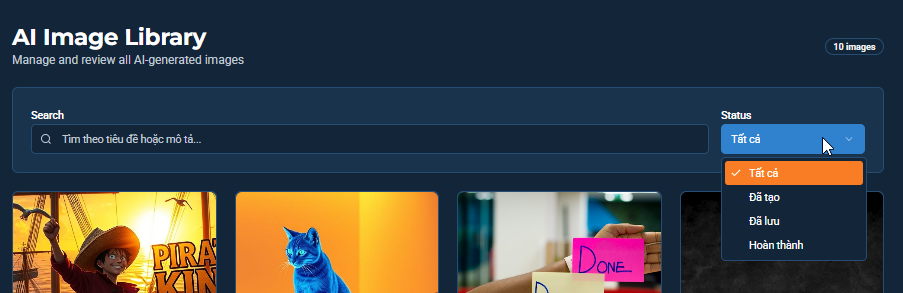 AI Image Library
Manage and review all AI-generated images
10 images
Search
Status
Tìm theo tiêu đề hoặc mô tả...
Tất cả
Tất cả
Đã tạo
Đã lưu
Hoàn thành
PIRAT
KIN
DONE